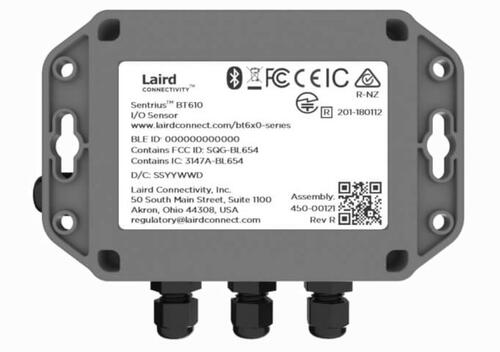 Laird
CONNECTIVITY™
FC CE IC
R-NZ
R 201-180112
Sentrius™ BT610
I/O Sensor
www.lairdconnect.com/bt6x0-series
BLE ID: 000000000000
Contains FCC ID: SQG-BL654
Contains IC: 3147A-BL654
D/C: SSYYWWD
Laird Connectivity, Inc.
50 South Main Street, Suite 1100
Akron, Ohio 44308, USA
regulatory@lairdconnect.com
Assembly:
450-00121
Rev R